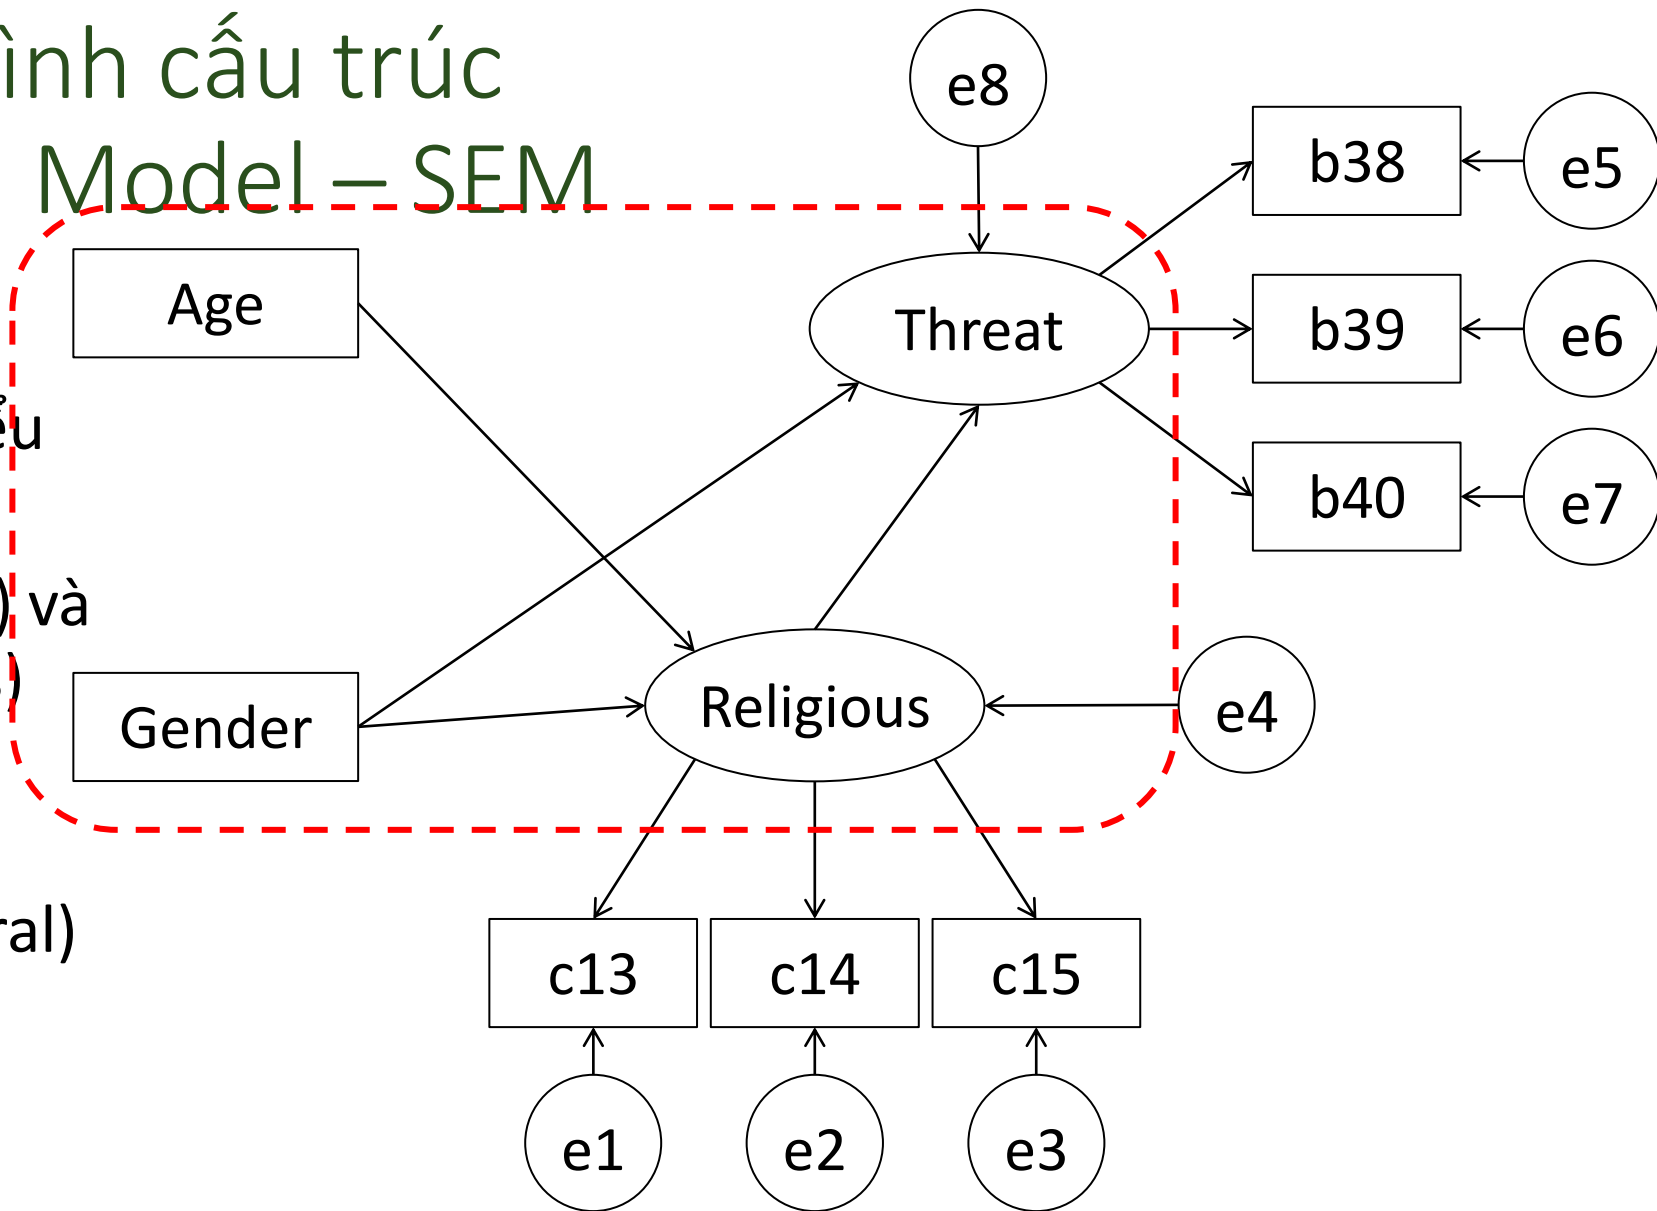 ình cấu trúc
Model – SEM
e8
b38
e5
Age
Threat
b39
e6
ểu
b40
e7
) và
)
Gender
Religious
e4
ral)
c13
c14
c15
e1
e2
e3